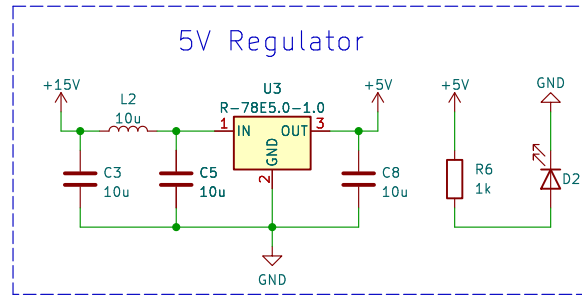 5V Regulator
+15V
L2
10u
U3
R-78E5.0-1.0
+5V
+5V
GND
1
IN
OUT
3
GND
2
C3
10u
C5
10u
C8
10u
R6
1k
D2
GND